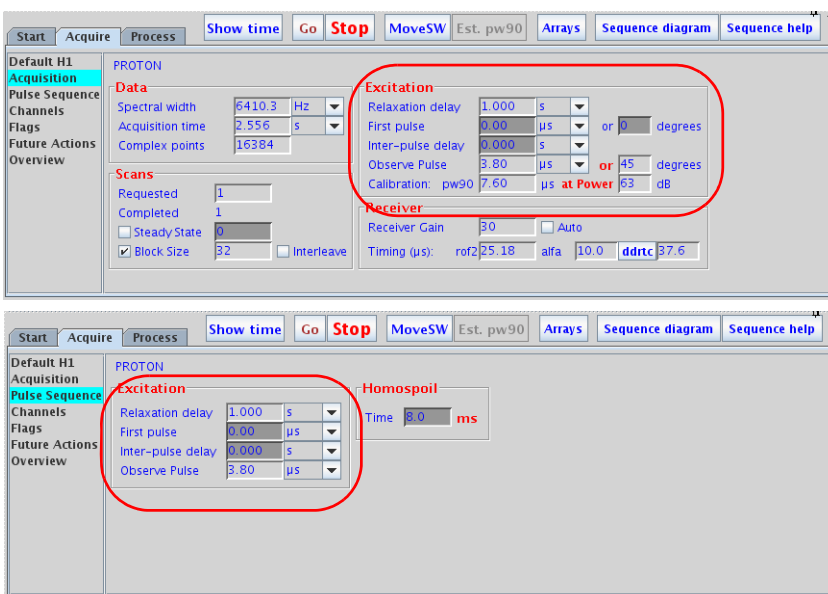 Start Acquire Process Show time Go Stop MoveSW Est. pw90 Arrays Sequence diagram Sequence help
Default H1
Acquisition
Pulse Sequence
Channels
Flags
Future Actions
Overview
PROTON
Data
Spectral width 6410.3 Hz
Acquisition time 2.556 s
Complex points 16384
Scans
Requested 1
Completed 1
Steady State 0
Block Size 32 Interleave
Excitation
Relaxation delay 1.000 s
First pulse 0.00 µs or 0 degrees
Inter-pulse delay 0.000 s
Observe Pulse 3.80 µs or 45 degrees
Calibration: pw90 7.60 µs at Power 63 dB
Receiver
Receiver Gain 30 Auto
Timing (µs): rof2 25.18 alfa 10.0 ddrtc 37.6
Start Acquire Process Show time Go Stop MoveSW Est. pw90 Arrays Sequence diagram Sequence help
Default H1
Acquisition
Pulse Sequence
Channels
Flags
Future Actions
Overview
PROTON
Excitation
Relaxation delay 1.000 s
First pulse 0.00 µs
Inter-pulse delay 0.000 s
Observe Pulse 3.80 µs
Homospoil
Time 8.0 ms